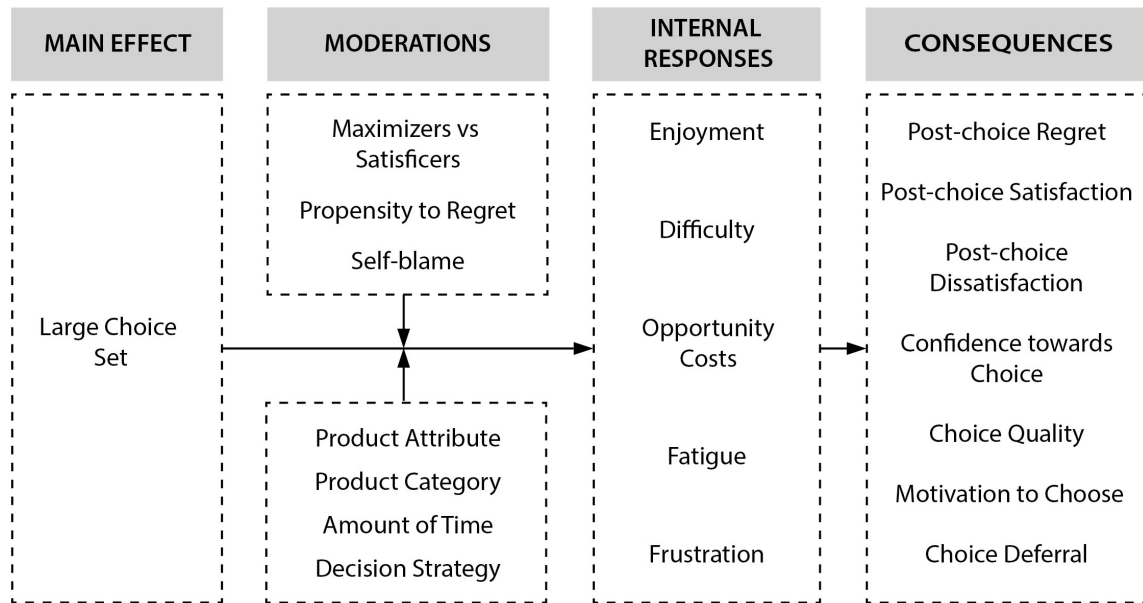 MAIN EFFECT
MODERATIONS
INTERNAL
RESPONSES
CONSEQUENCES
Large Choice
Set
Maximizers vs
Satisficers
Propensity to Regret
Self-blame
Product Attribute
Product Category
Amount of Time
Decision Strategy
Enjoyment
Difficulty
Opportunity
Costs
Fatigue
Frustration
Post-choice Regret
Post-choice Satisfaction
Post-choice
Dissatisfaction
Confidence towards
Choice
Choice Quality
Motivation to Choose
Choice Deferral